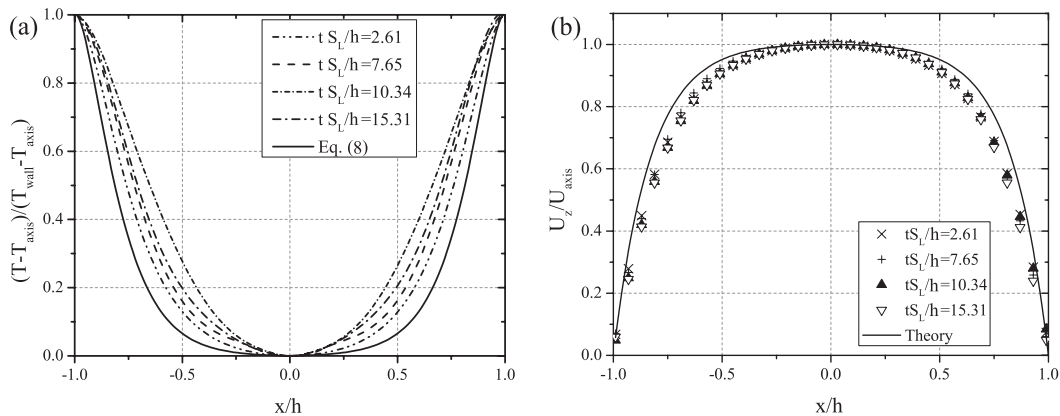 (a)
1.0
0.8
0.6
0.4
0.2
0.0
(T-T_axis)/(T_wall-T_axis)
t S_L/h=2.61
t S_L/h=7.65
t S_L/h=10.34
t S_L/h=15.31
Eq. (8)
-1.0 -0.5 0.0 0.5 1.0
x/h
(b)
1.0
0.8
0.6
0.4
0.2
0.0
U_z/U_axis
tS_L/h=2.61
tS_L/h=7.65
tS_L/h=10.34
tS_L/h=15.31
Theory
-1.0 -0.5 0.0 0.5 1.0
x/h